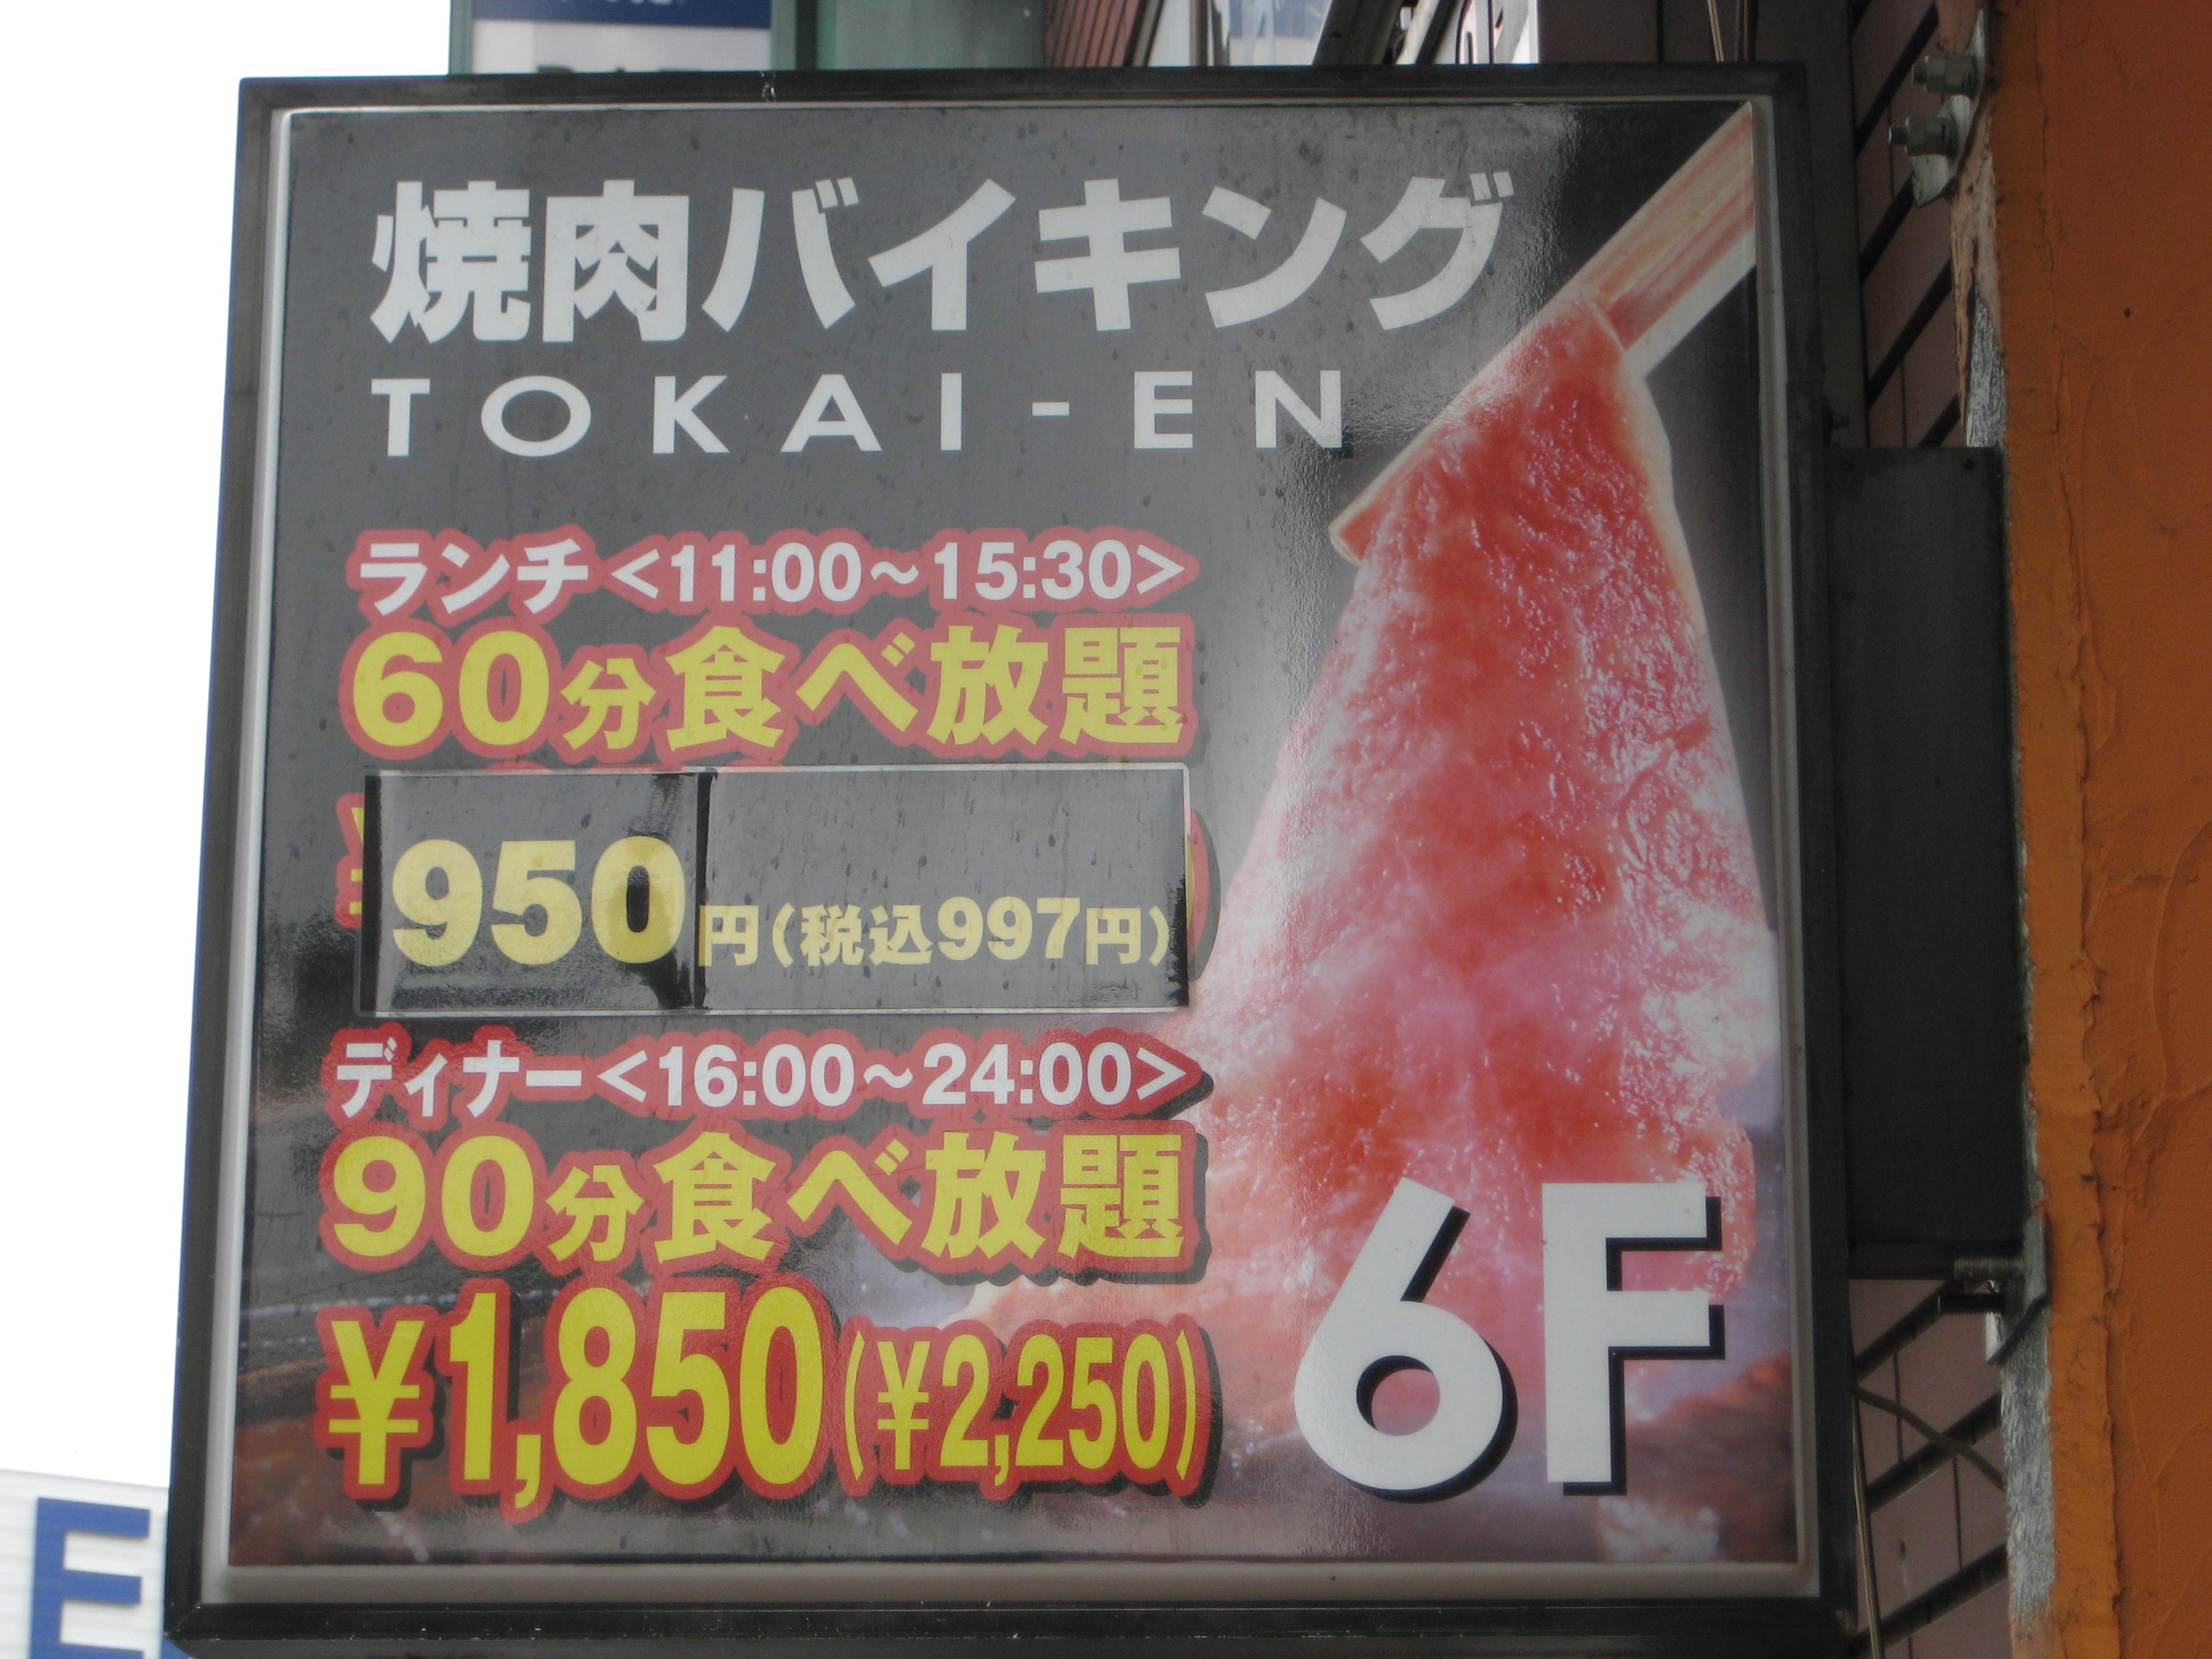 焼肉バイキング
TOKAI-EN
ランチ<11:00~15:30>
60分食べ放題
950円(税込997円)
ディナー<16:00~24:00>
90分食べ放題
¥1,850(¥2,250)
6F
E